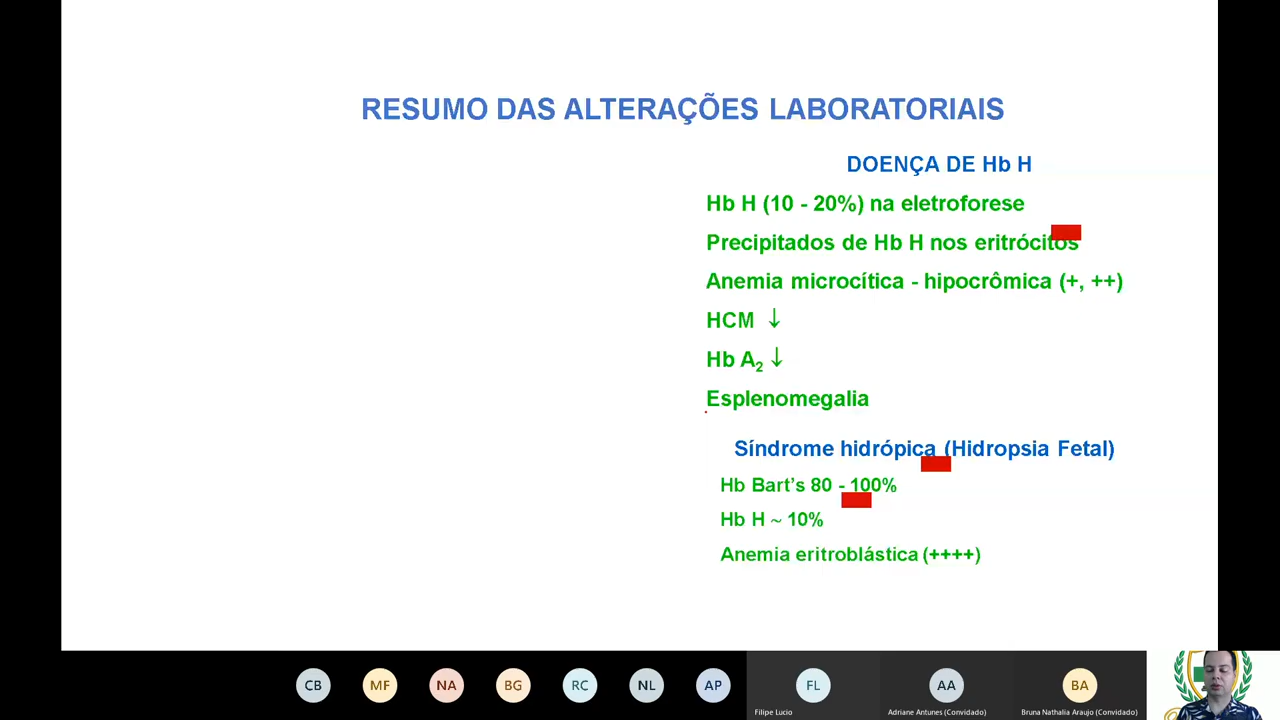 RESUMO DAS ALTERAÇÕES LABORATORIAIS
DOENÇA DE Hb H
Hb H (10 - 20%) na eletroforese
Precipitados de Hb H nos eritrócitos
Anemia microcítica - hipocrômica (+, ++)
HCM ↓
Hb A₂ ↓
Esplenomegalia
Síndrome hidrópica (Hidropsia Fetal)
Hb Bart’s 80 - 100%
Hb H ~ 10%
Anemia eritroblástica (++++)
CB MF NA BG RC NL AP FL AA BA
Filipe Lucio Adriane Antunes (Convidado) Bruna Nathalia Araujo (Convidado)